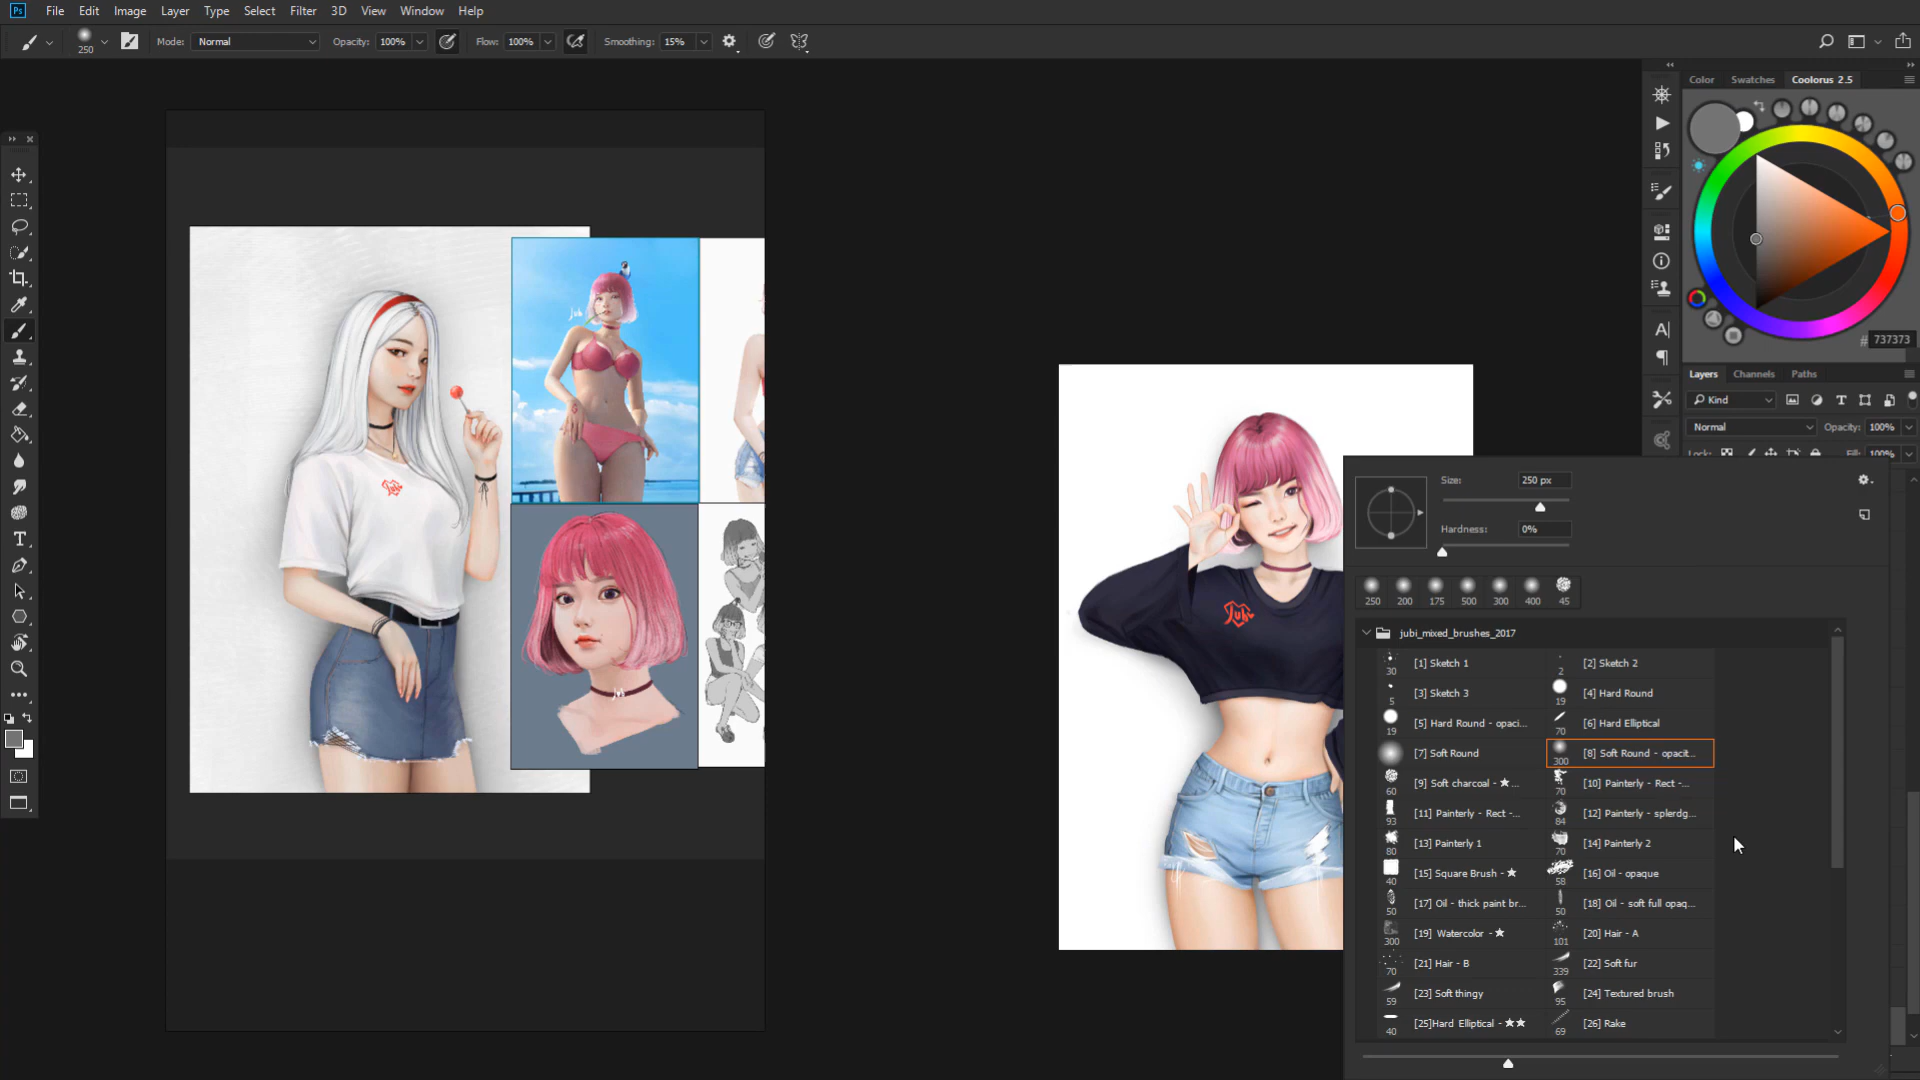 Ps File Edit Image Layer Type Select Filter 3D View Window Help
250 Mode: Normal Opacity: 100% Flow: 100% Smoothing: 15%
Color Swatches Coolorus 2.5
# 737373
Layers Channels Paths
Kind
Normal Opacity: 100%
Lock: Fill: 100%
Jub
Jub
Size: 250 px
Hardness: 0%
250 200 175 500 300 400 45
jubi_mixed_brushes_2017
30 [1] Sketch 1 2 [2] Sketch 2
5 [3] Sketch 3 19 [4] Hard Round
19 [5] Hard Round - opaci... 70 [6] Hard Elliptical
[7] Soft Round 300 [8] Soft Round - opacit...
60 [9] Soft charcoal - ★ ... 70 [10] Painterly - Rect -...
93 [11] Painterly - Rect -... 84 [12] Painterly - splerdg...
80 [13] Painterly 1 70 [14] Painterly 2
40 [15] Square Brush - ★ 58 [16] Oil - opaque
50 [17] Oil - thick paint br... 50 [18] Oil - soft full opaq...
300 [19] Watercolor - ★ 101 [20] Hair - A
70 [21] Hair - B 339 [22] Soft fur
59 [23] Soft thingy 95 [24] Textured brush
40 [25]Hard Elliptical - ★★ 69 [26] Rake